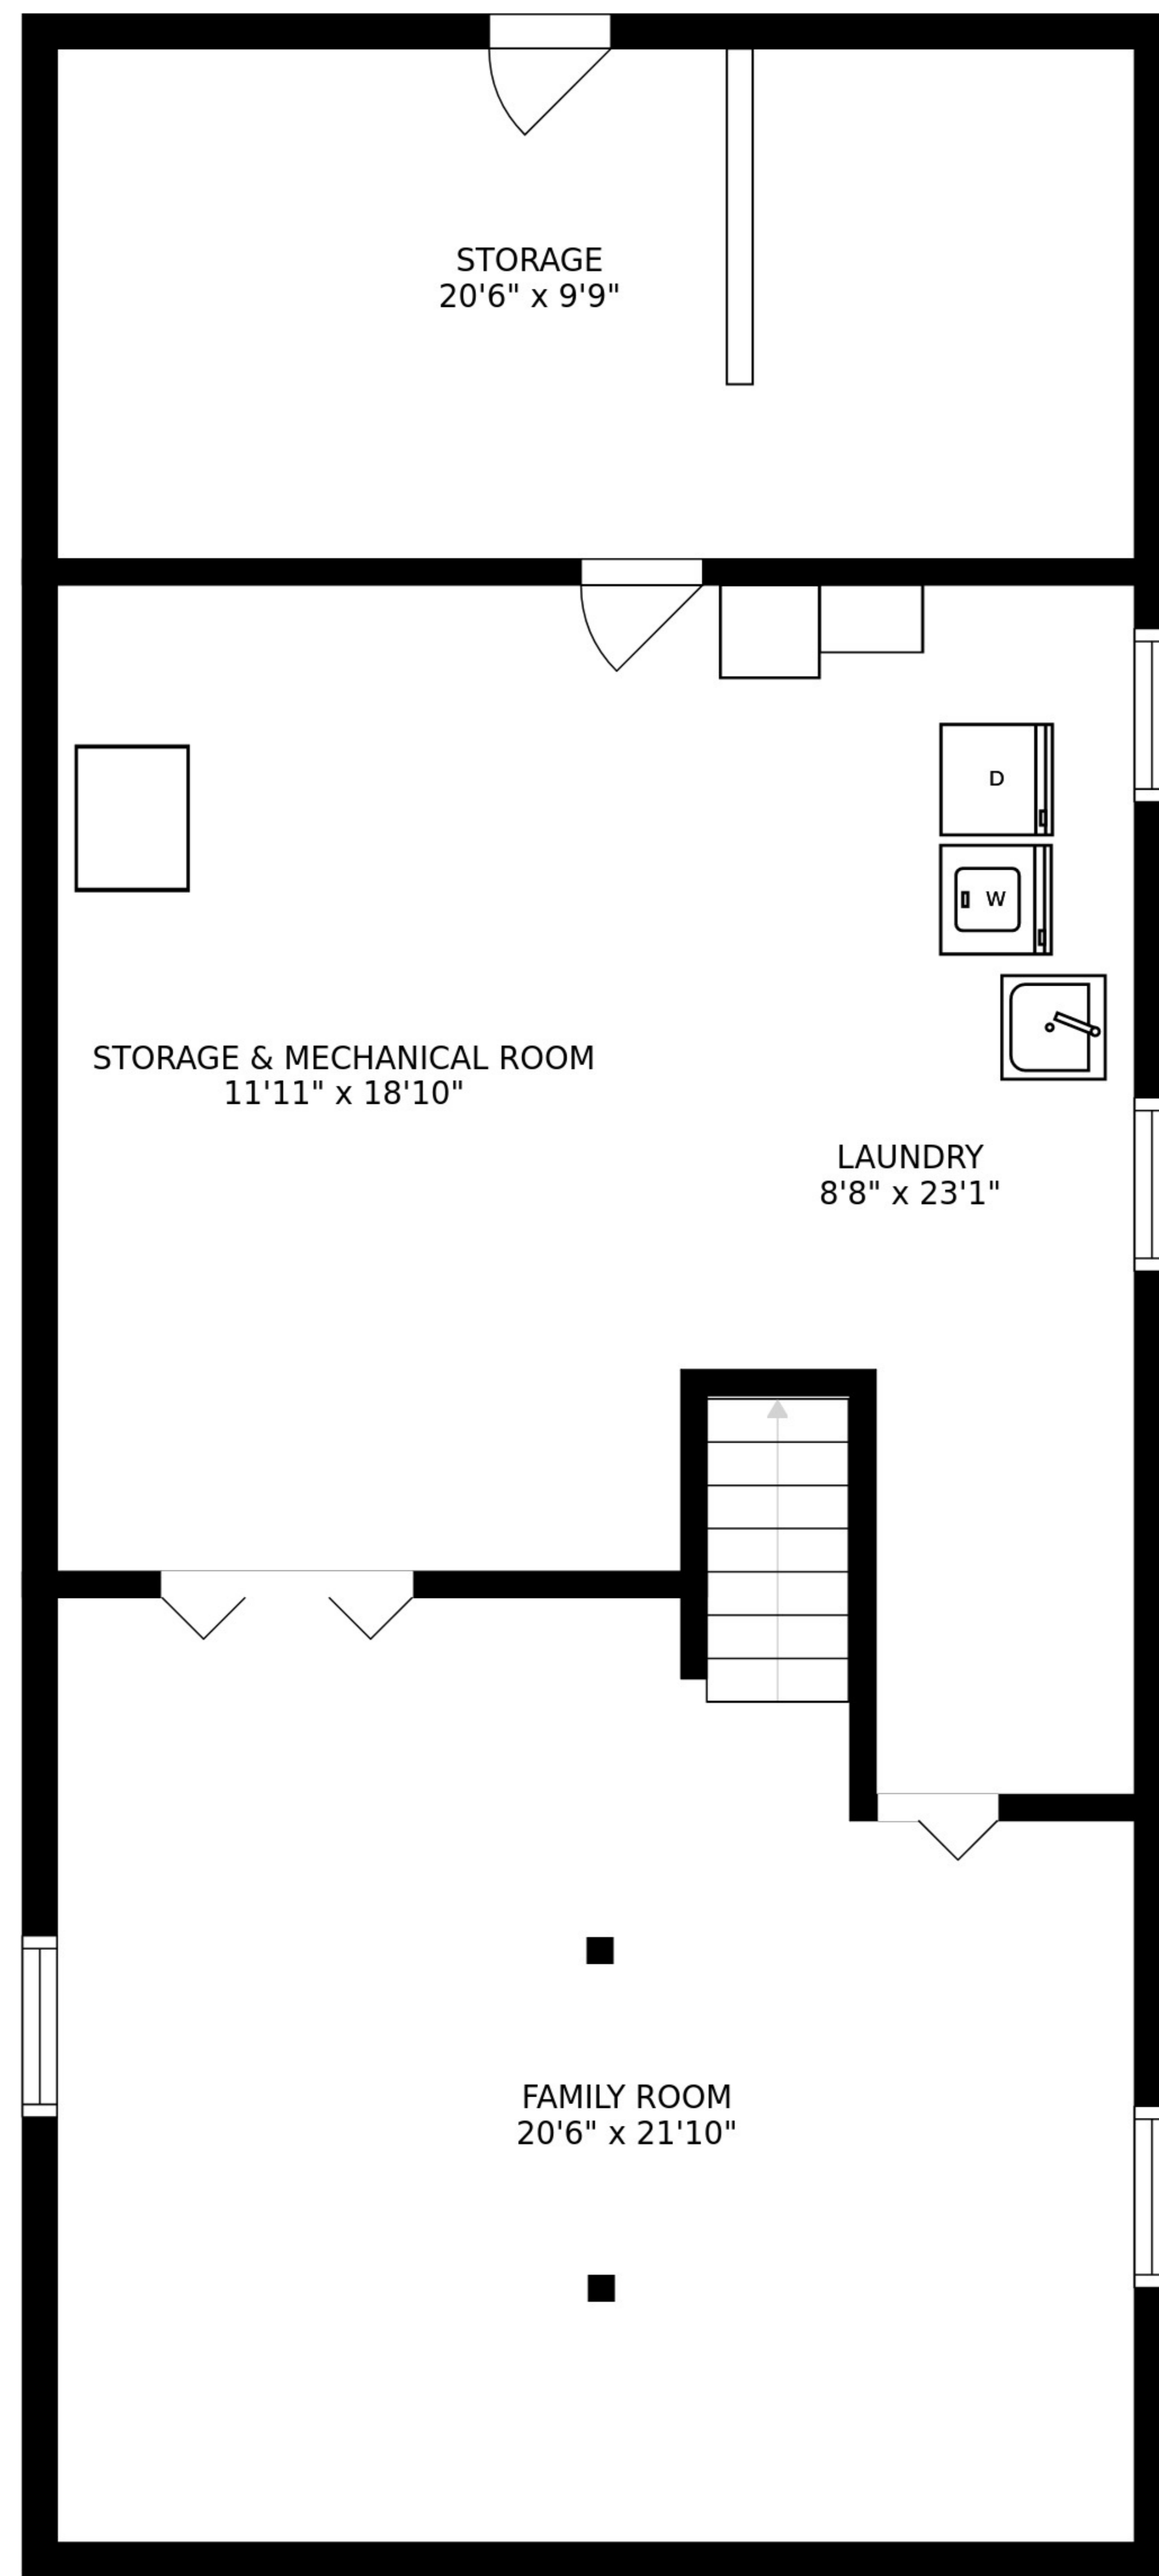 STORAGE
20'6" x 9'9"
D
W
STORAGE & MECHANICAL ROOM
11'11" x 18'10"
LAUNDRY
8'8" x 23'1"
FAMILY ROOM
20'6" x 21'10"